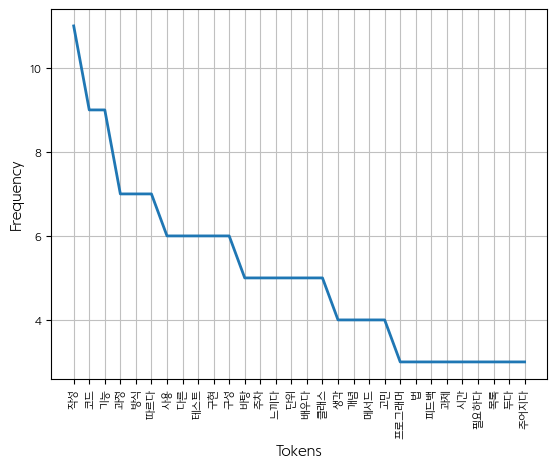 Frequency
10
8
6
4
작성
코드
기능
과정
방식
따르다
사용
다른
테스트
구현
구성
바탕
주차
느끼다
단위
배우다
클래스
생각
개념
메서드
고민
프로그래머
법
피드백
과제
시간
필요하다
목록
두다
주어지다
Tokens